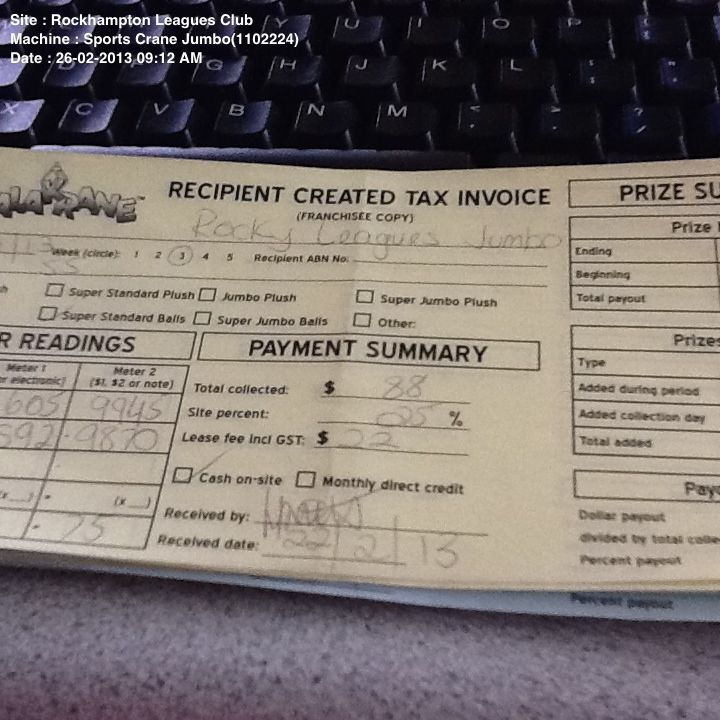 Site : Rockhampton Leagues Club
Machine : Sports Crane Jumbo(1102224)
Date : 26-02-2013 09:12 AM
Y U I O P
G H J K L
X C V B N M
RECIPIENT CREATED TAX INVOICE
(FRANCHISEE COPY)
Rocky Leagues Jumbo
Week (circle): 1 2 3 4 5 Recipient ABN No:
Super Standard Plush Jumbo Plush Super Jumbo Plush
Super Standard Balls Super Jumbo Balls Other:
R READINGS
Meter 1 Meter 2
or electronic) ($1, $2 or note)
605 9945
592 - 9870
(x __) - (x __)
- 75
PAYMENT SUMMARY
Total collected: $ 88
Site percent: 025 %
Lease fee incl GST: $ 22
Cash on-site Monthly direct credit
Received by:
Received date: 22/2/13
PRIZE SU
Prize
Ending
Beginning
Total payout
Prizes
Type
Added during period
Added collection day
Total added
Payo
Dollar payout
divided by total colle
Percent payout
Percent payout